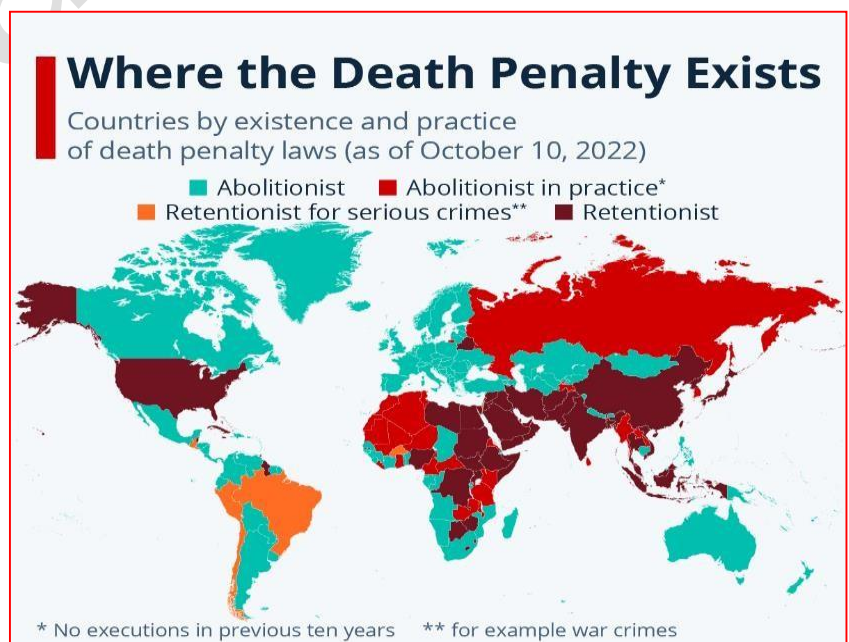 Where the Death Penalty Exists
Countries by existence and practice
of death penalty laws (as of October 10, 2022)
Abolitionist Abolitionist in practice*
Retentionist for serious crimes** Retentionist
* No executions in previous ten years ** for example war crimes